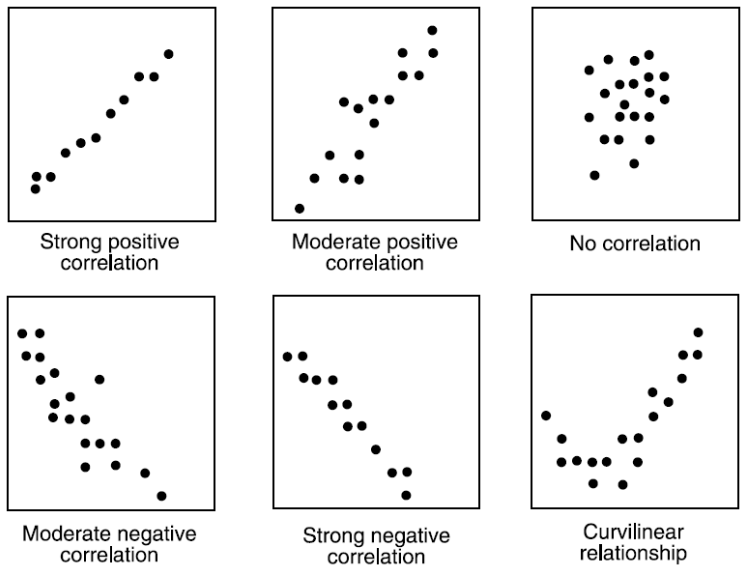 Strong positive
correlation
Moderate positive
correlation
No correlation
Moderate negative
correlation
Strong negative
correlation
Curvilinear
relationship